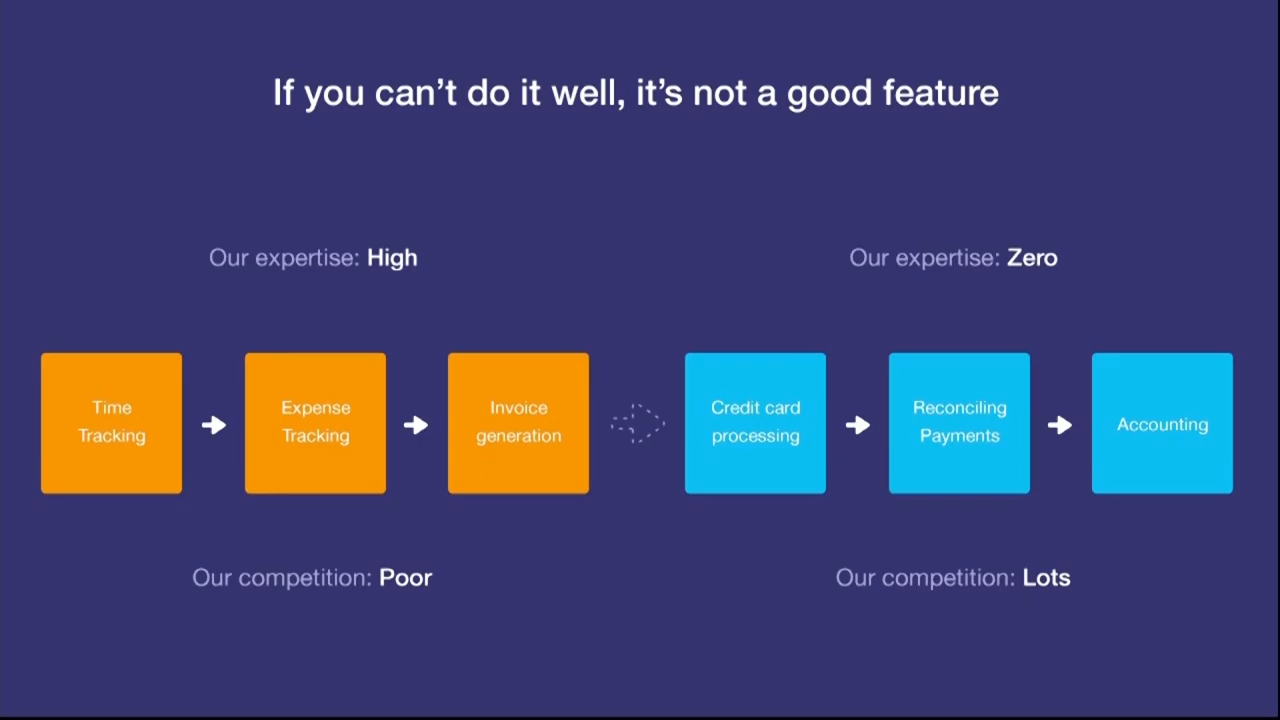 If you can't do it well, it's not a good feature
Our expertise: High
Our expertise: Zero
Time
Tracking
Expense
Tracking
Invoice
generation
Credit card
processing
Reconciling
Payments
Accounting
Our competition: Poor
Our competition: Lots